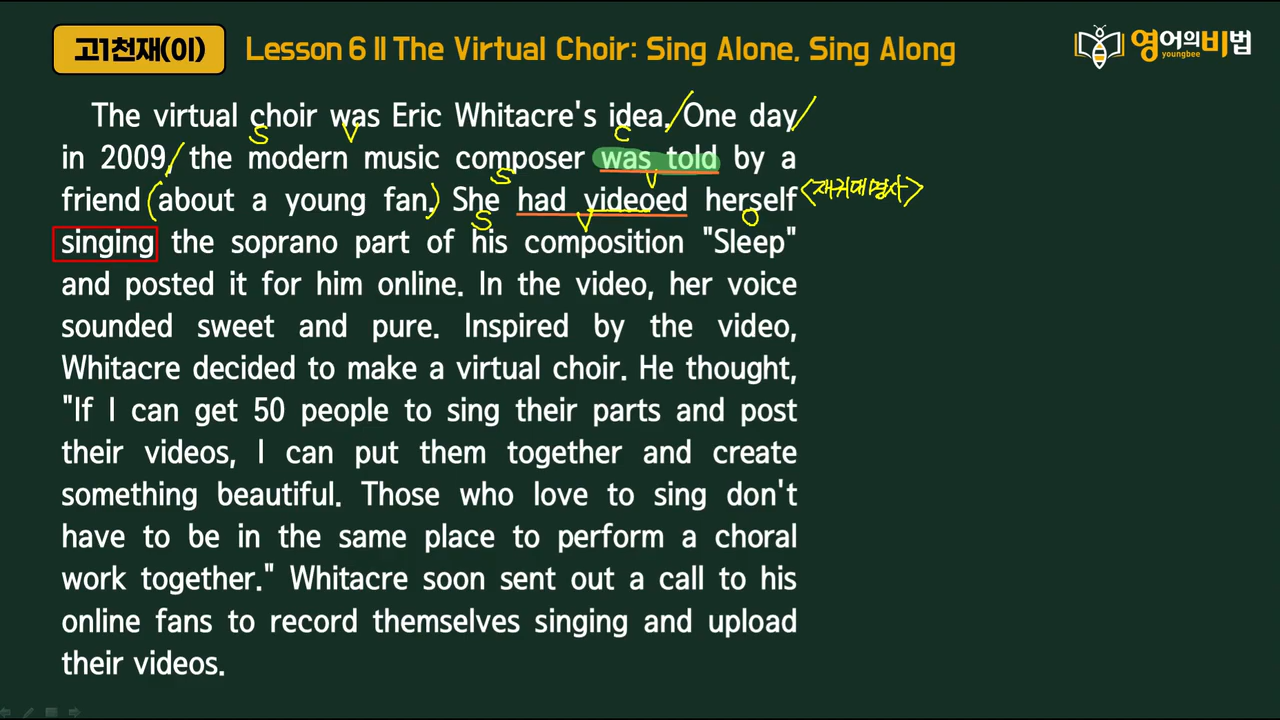 고1천재(이)
Lesson 6 II The Virtual Choir: Sing Alone, Sing Along
영어의비법
youngbee
The virtual choir was Eric Whitacre's idea. One day
S V C
in 2009, the modern music composer was told by a
S V
friend about a young fan. She had videoed herself <재귀대명사>
S V O
singing the soprano part of his composition "Sleep"
and posted it for him online. In the video, her voice
sounded sweet and pure. Inspired by the video,
Whitacre decided to make a virtual choir. He thought,
"If I can get 50 people to sing their parts and post
their videos, I can put them together and create
something beautiful. Those who love to sing don't
have to be in the same place to perform a choral
work together." Whitacre soon sent out a call to his
online fans to record themselves singing and upload
their videos.